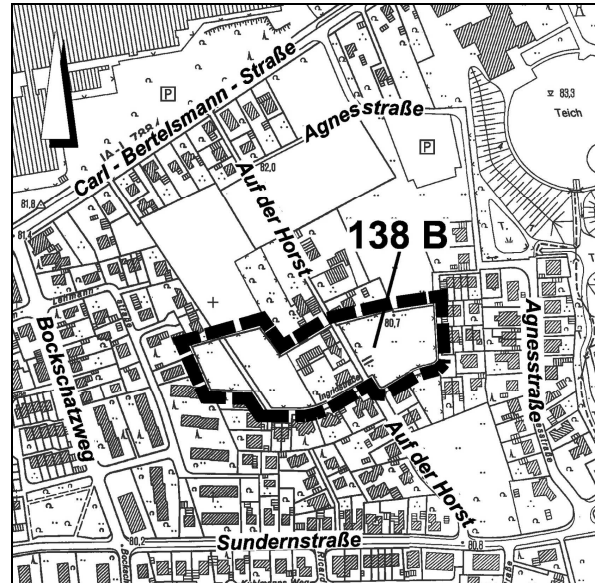 83,3
Teich
P
Carl - Bertelsmann - Straße
Agnesstraße
P
81,8
82,0
Auf der Horst
138 B
80,7
Bockschatzweg
Agnesstraße
Auf der Horst
80,2
Sundernstraße
80,8